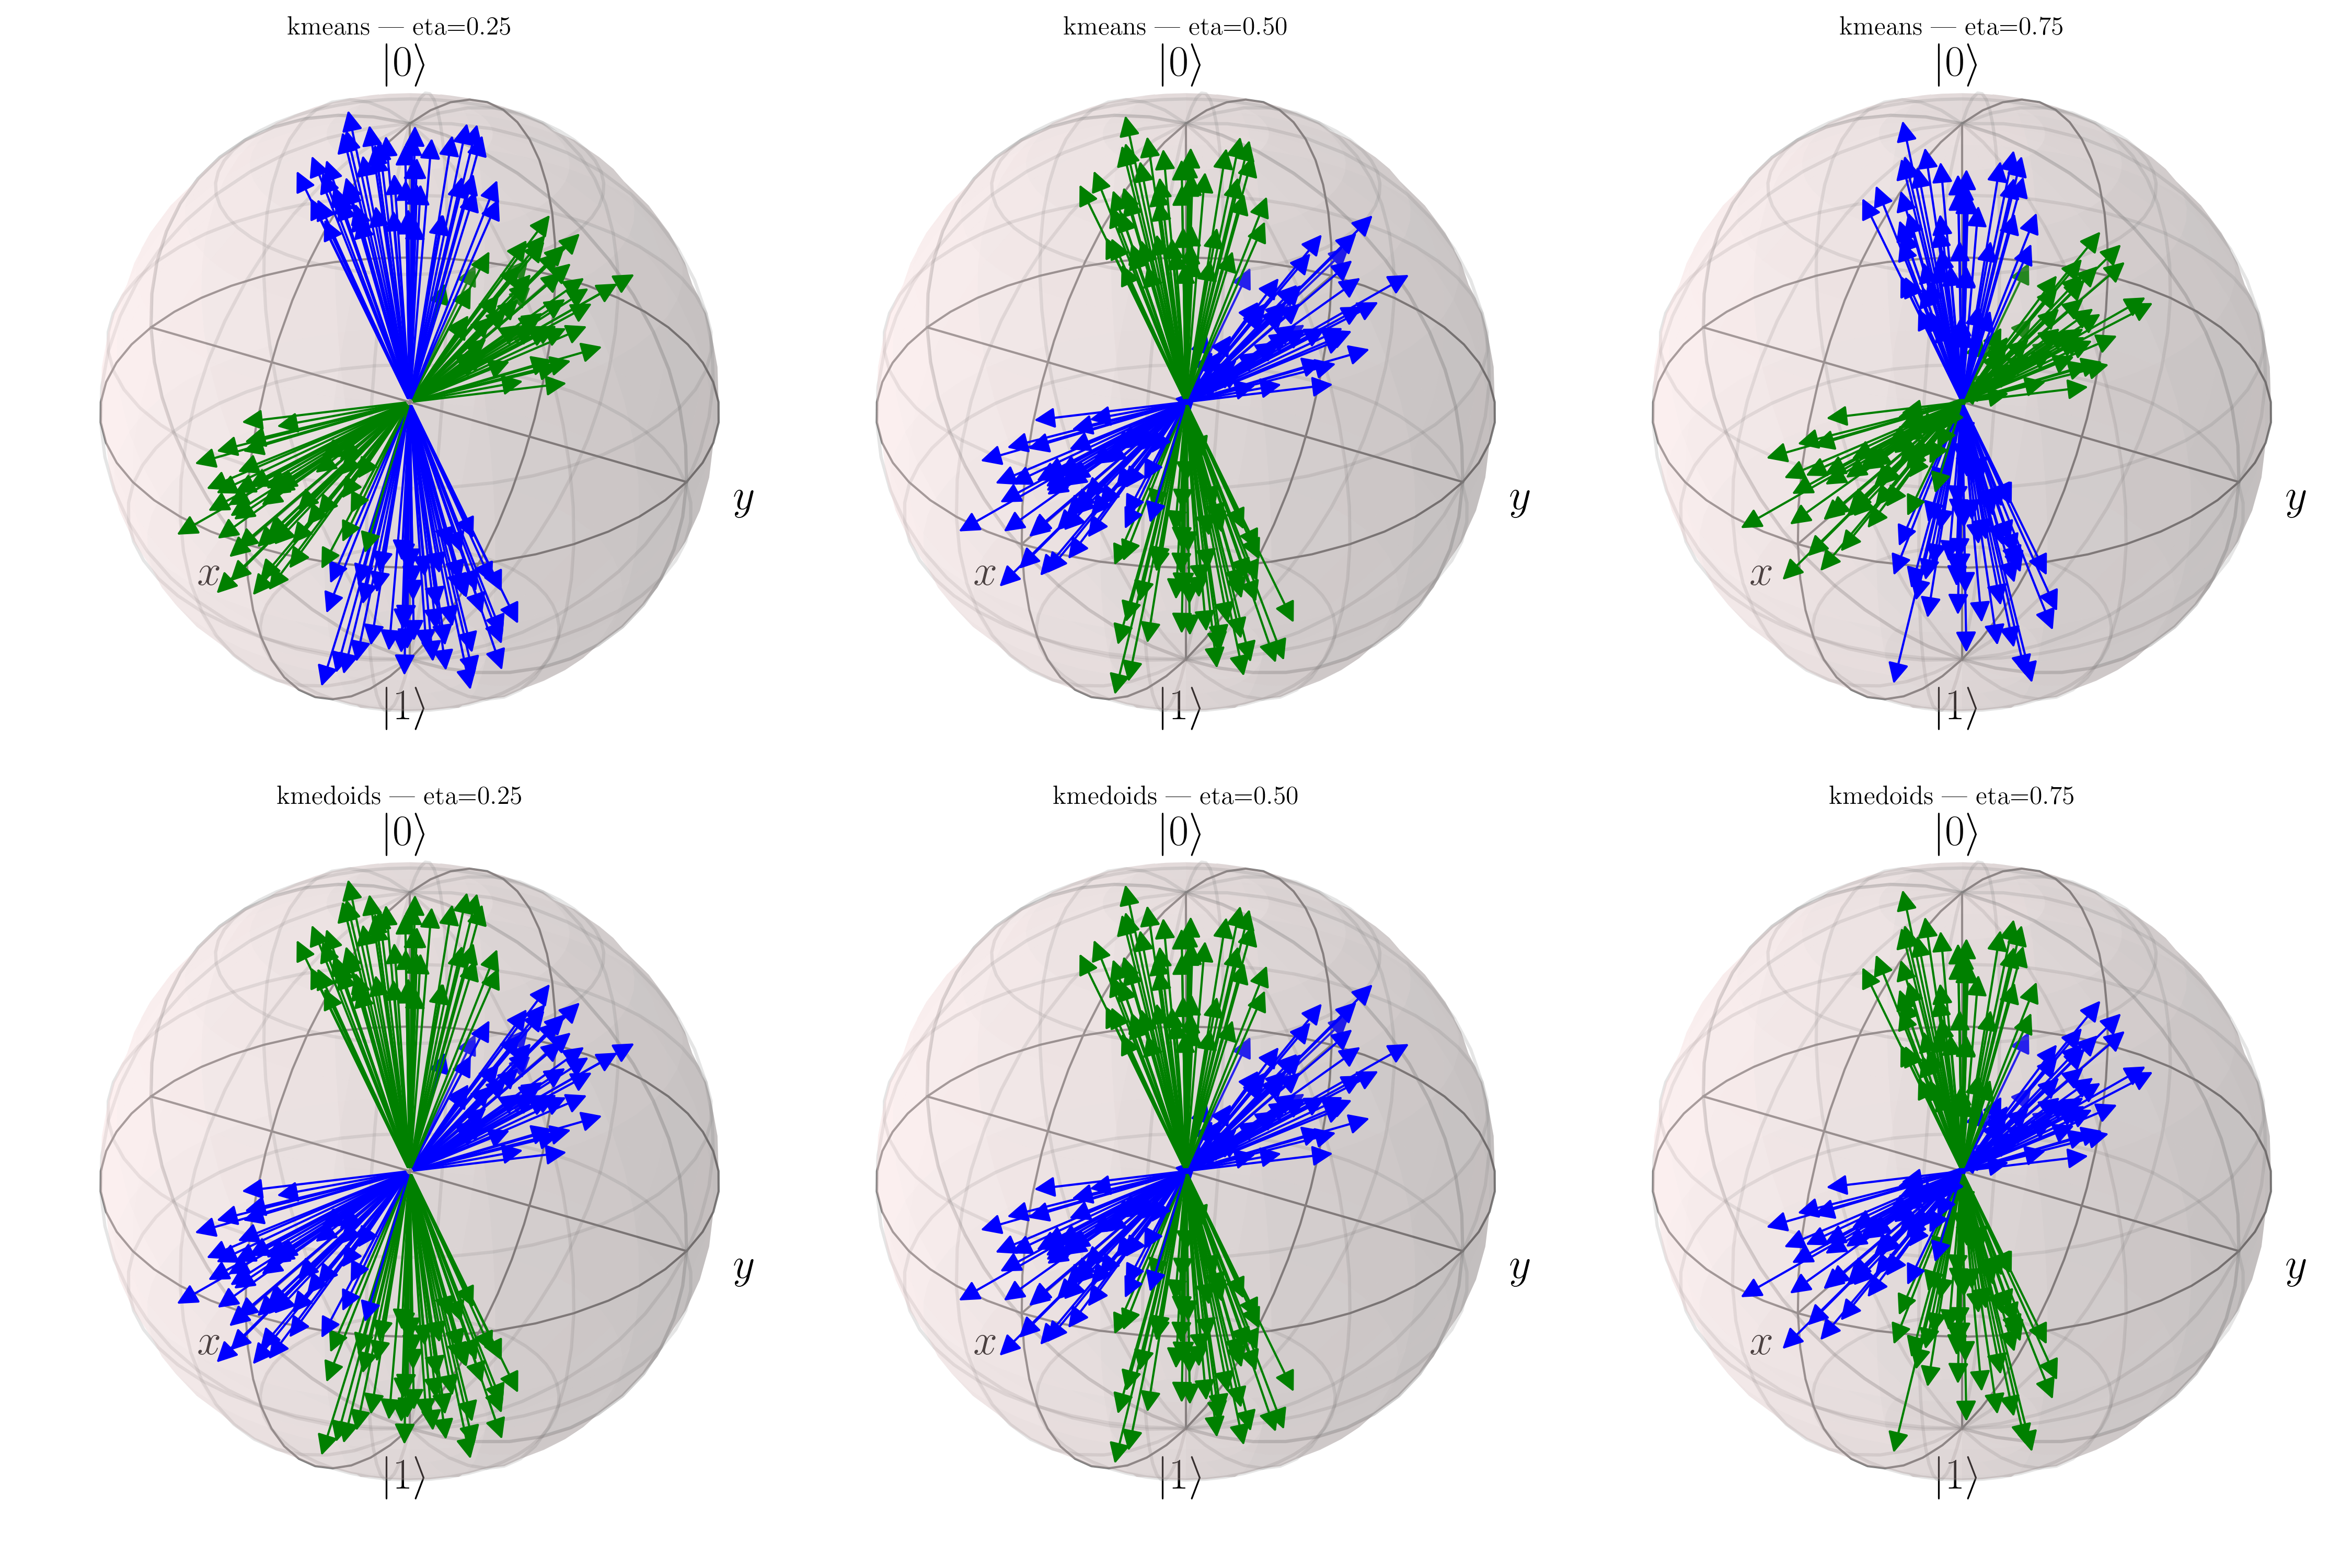 kmeans — eta=0.25
kmeans — eta=0.50
kmeans — eta=0.75
|0⟩
|0⟩
|0⟩
y
y
y
x
x
x
|1⟩
|1⟩
|1⟩
kmedoids — eta=0.25
kmedoids — eta=0.50
kmedoids — eta=0.75
|0⟩
|0⟩
|0⟩
y
y
y
x
x
x
|1⟩
|1⟩
|1⟩